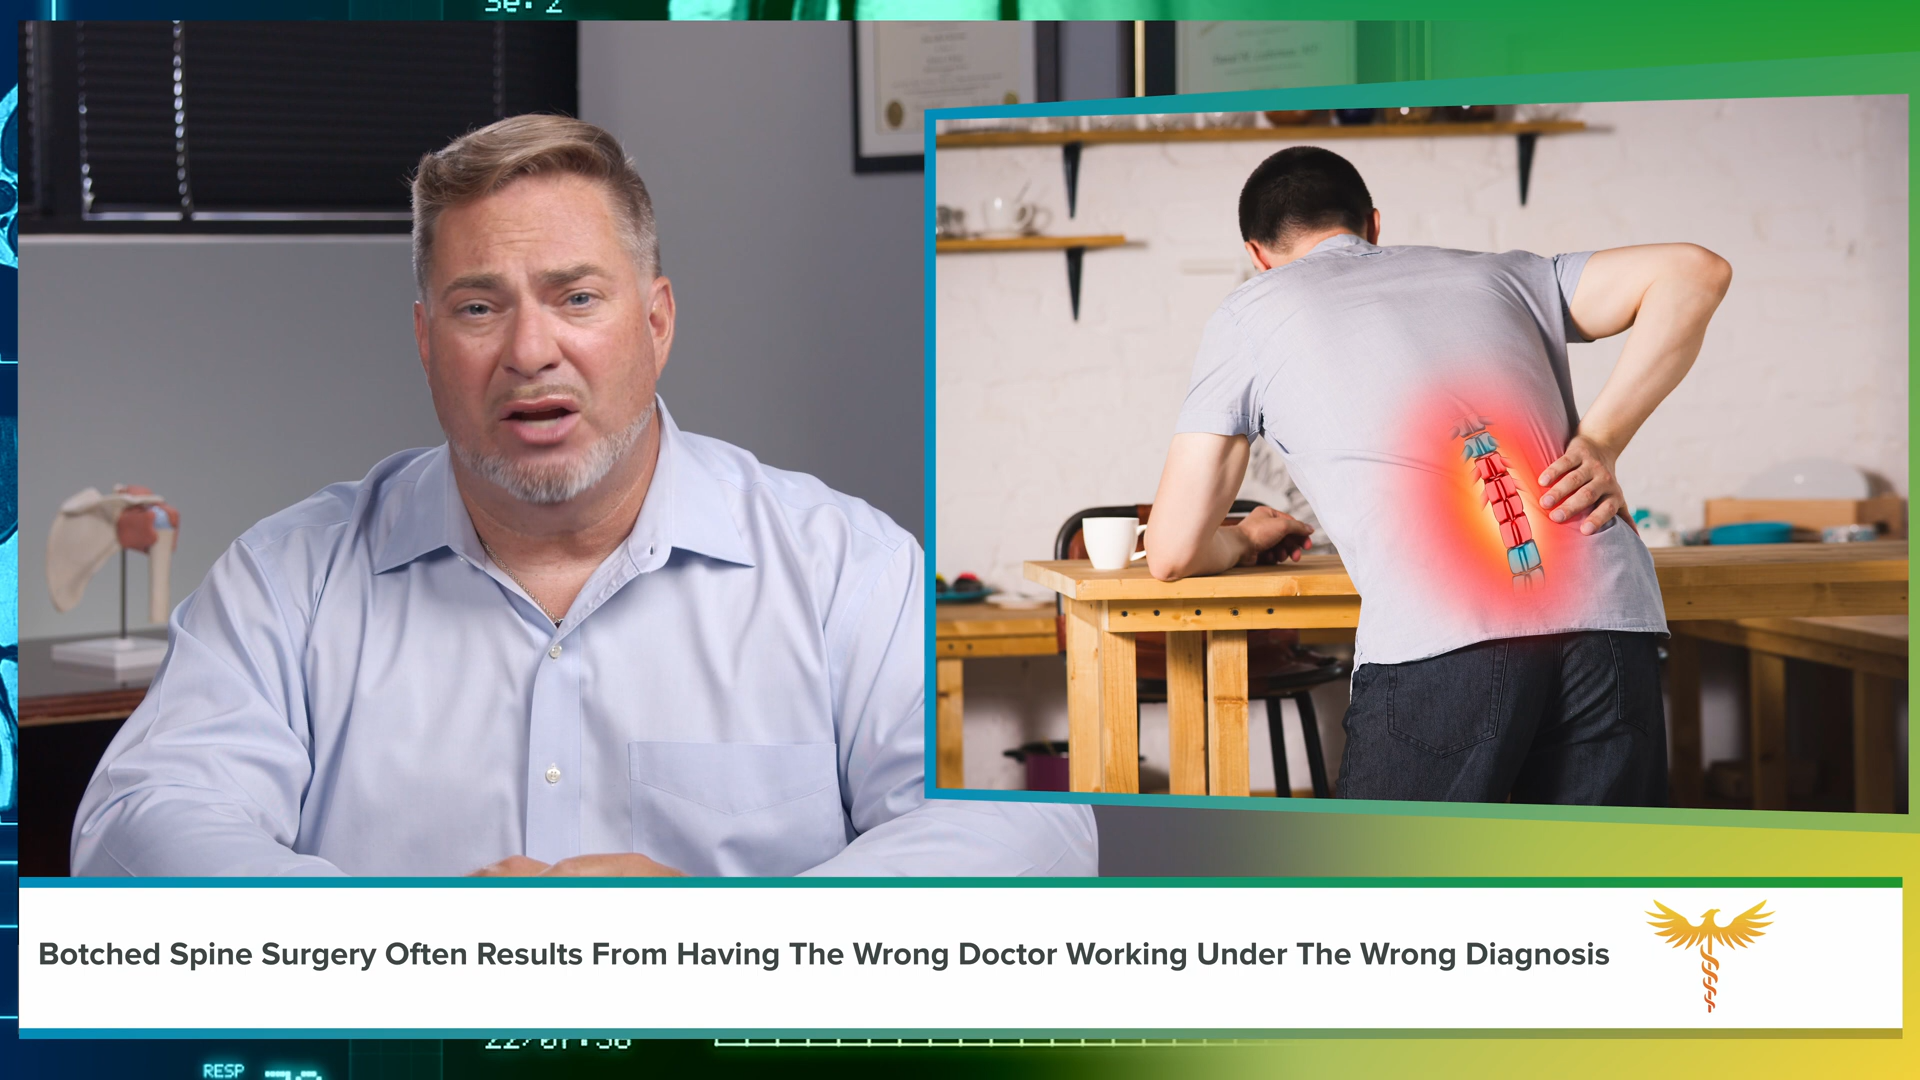 Botched Spine Surgery Often Results From Having The Wrong Doctor Working Under The Wrong Diagnosis
RESP